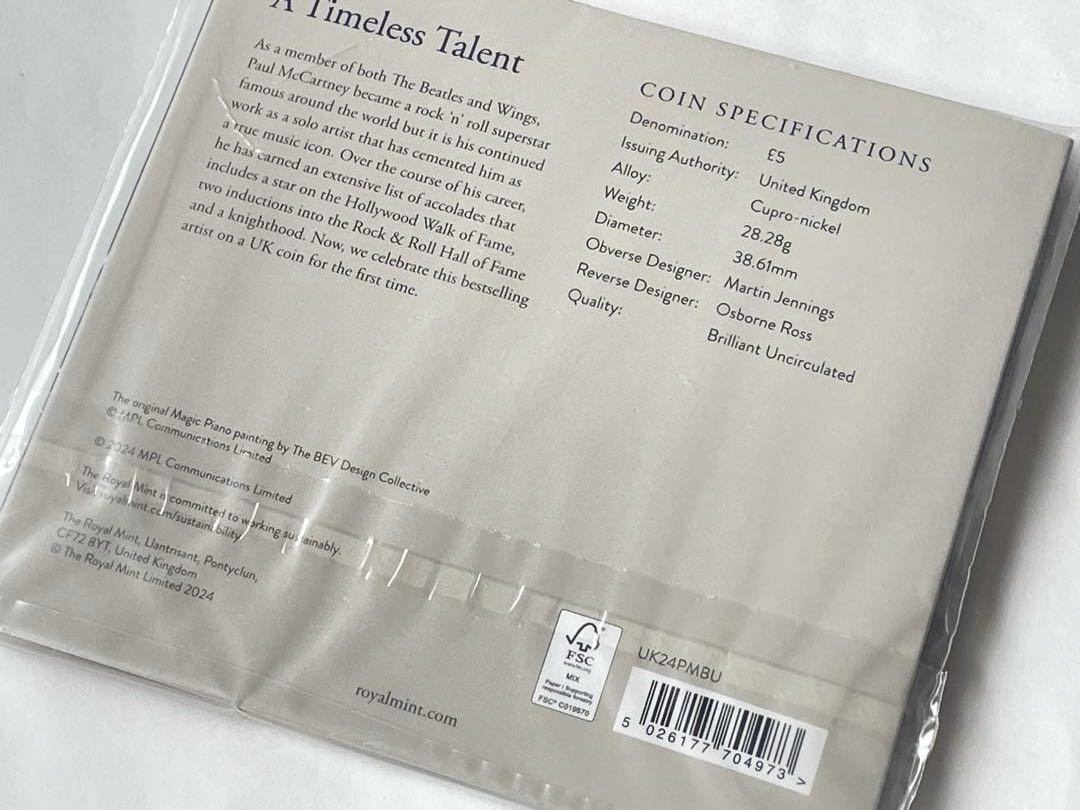 A Timeless Talent
As a member of both The Beatles and Wings,
Paul McCartney became a rock 'n' roll superstar
famous around the world but it is his continued
work as a solo artist that has cemented him as
a true music icon. Over the course of his career,
he has earned an extensive list of accolades that
includes a star on the Hollywood Walk of Fame,
two inductions into the Rock & Roll Hall of Fame
and a knighthood. Now, we celebrate this bestselling
artist on a UK coin for the first time.
COIN SPECIFICATIONS
Denomination: £5
Issuing Authority: United Kingdom
Alloy: Cupro-nickel
Weight: 28.28g
Diameter: 38.61mm
Obverse Designer: Martin Jennings
Reverse Designer: Osborne Ross
Quality: Brilliant Uncirculated
The original Magic Piano painting by The BEV Design Collective
© MPL Communications Limited
© 2024 MPL Communications Limited
The Royal Mint is committed to working sustainably.
Visit royalmint.com/sustainability
The Royal Mint, Llantrisant, Pontyclun,
CF72 8YT, United Kingdom
© The Royal Mint Limited 2024
royalmint.com
FSC
www.fsc.org
MIX
Paper | Supporting
responsible forestry
FSC® C019570
UK24PMBU
5 026177 704973 >